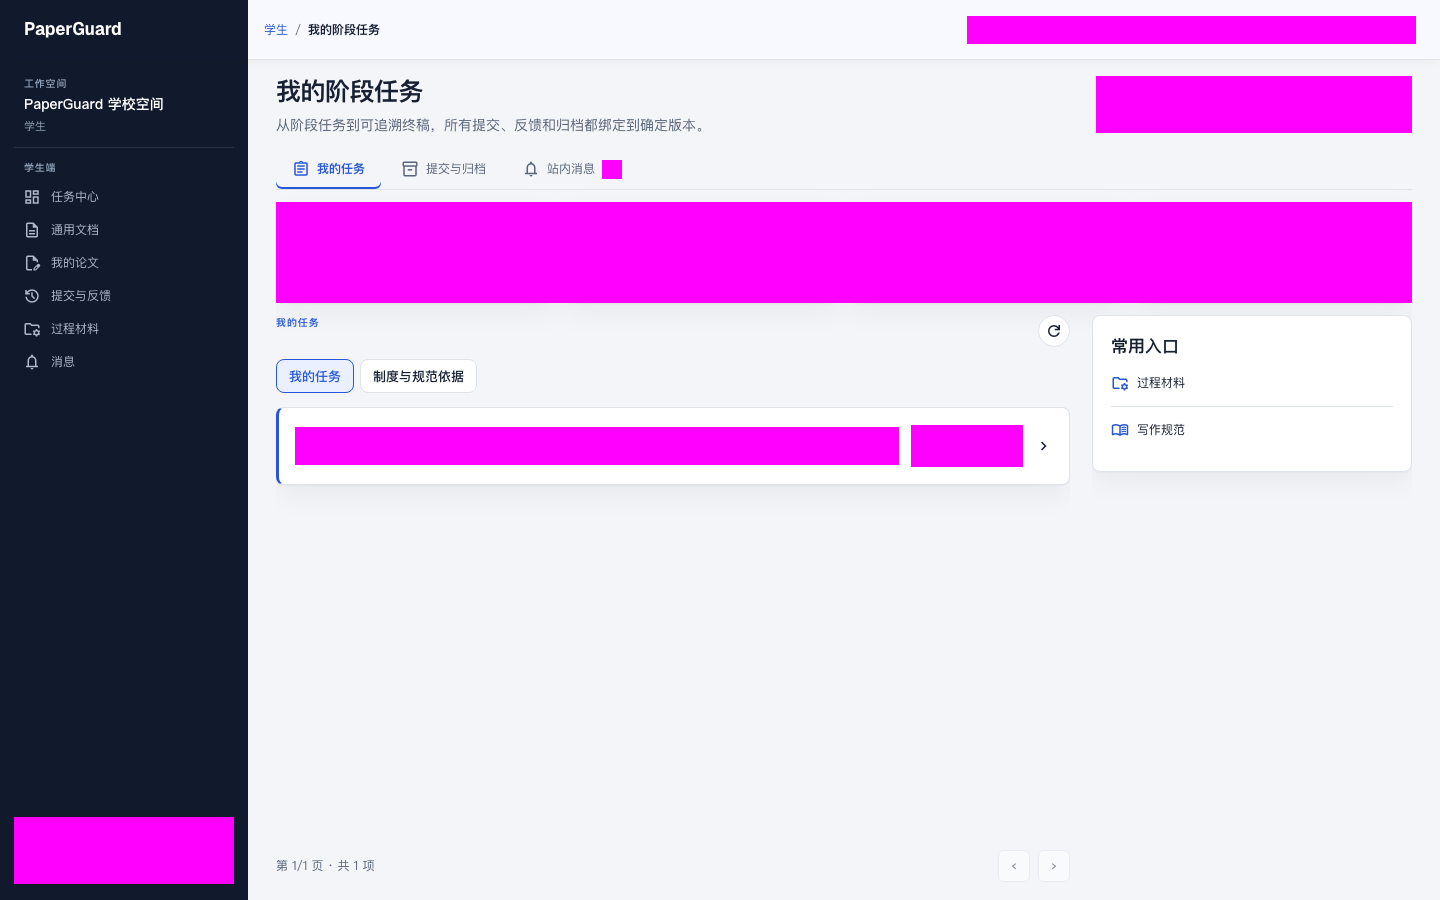 PaperGuard
工作空间
PaperGuard 学校空间
学生
学生端
任务中心
通用文档
我的论文
提交与反馈
过程材料
消息
学生 / 我的阶段任务
我的阶段任务
从阶段任务到可追溯终稿，所有提交、反馈和归档都绑定到确定版本。
我的任务 提交与归档 站内消息
我的任务
我的任务 制度与规范依据
常用入口
过程材料
写作规范
第 1/1 页 · 共 1 项